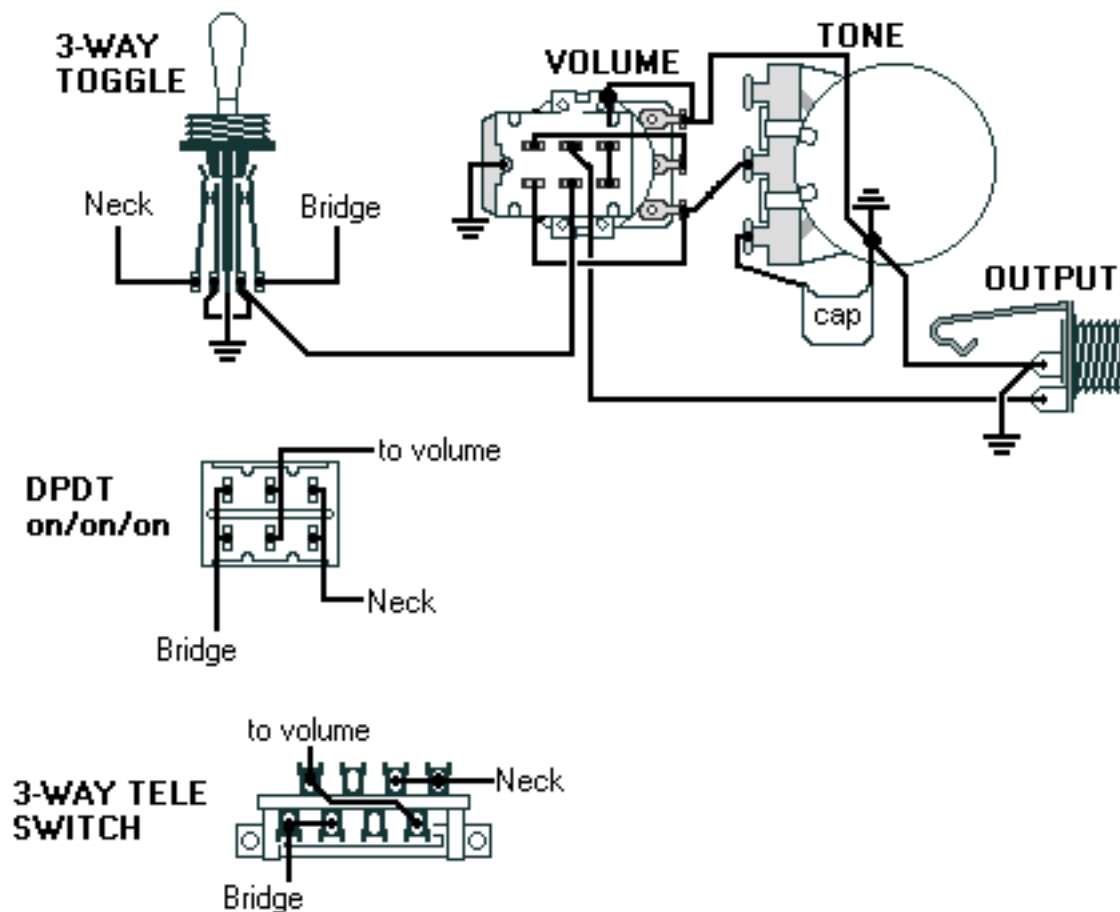 3-WAY
TOGGLE
VOLUME
TONE
Neck
Bridge
OUTPUT
cap
to volume
DPDT
on/on/on
Neck
Bridge
to volume
Neck
3-WAY TELE
SWITCH
Bridge